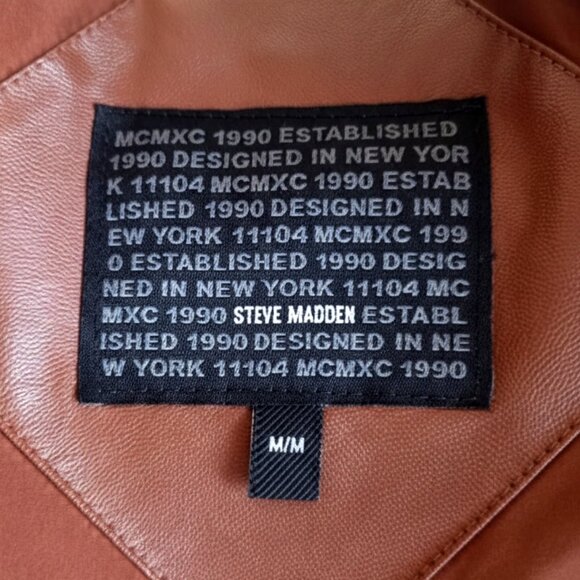 MCMXC 1990 ESTABLISHED
1990 DESIGNED IN NEW YOR
K 11104 MCMXC 1990 ESTAB
LISHED 1990 DESIGNED IN N
EW YORK 11104 MCMXC 199
0 ESTABLISHED 1990 DESIG
NED IN NEW YORK 11104 MC
MXC 1990 STEVE MADDEN ESTABL
ISHED 1990 DESIGNED IN NE
W YORK 11104 MCMXC 1990
M/M